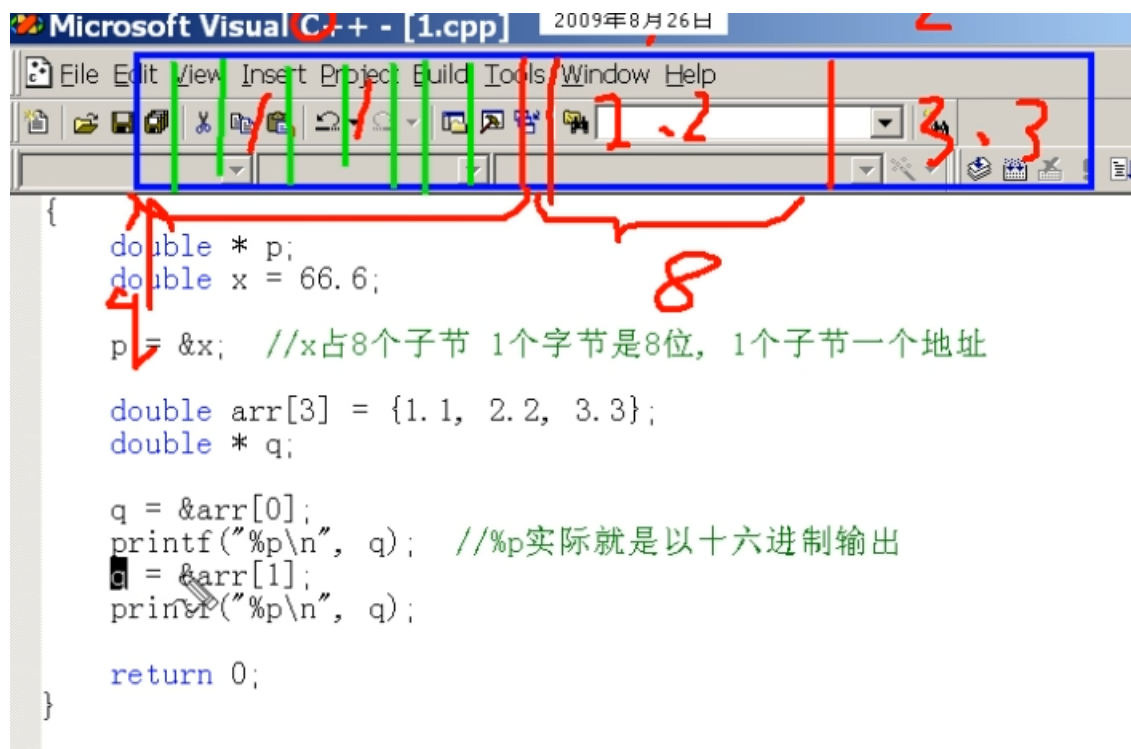 Microsoft Visual C++ - [1.cpp] 2009年8月26日
File Edit View Insert Project Build Tools Window Help
1.2 3.3
{
double * p;
double x = 66.6;
8
p = &x; //x占8个子节 1个字节是8位, 1个子节一个地址
double arr[3] = {1.1, 2.2, 3.3};
double * q;
q = &arr[0];
printf("%p\n", q); //%p实际就是以十六进制输出
q = &arr[1];
printf("%p\n", q);
return 0;
}